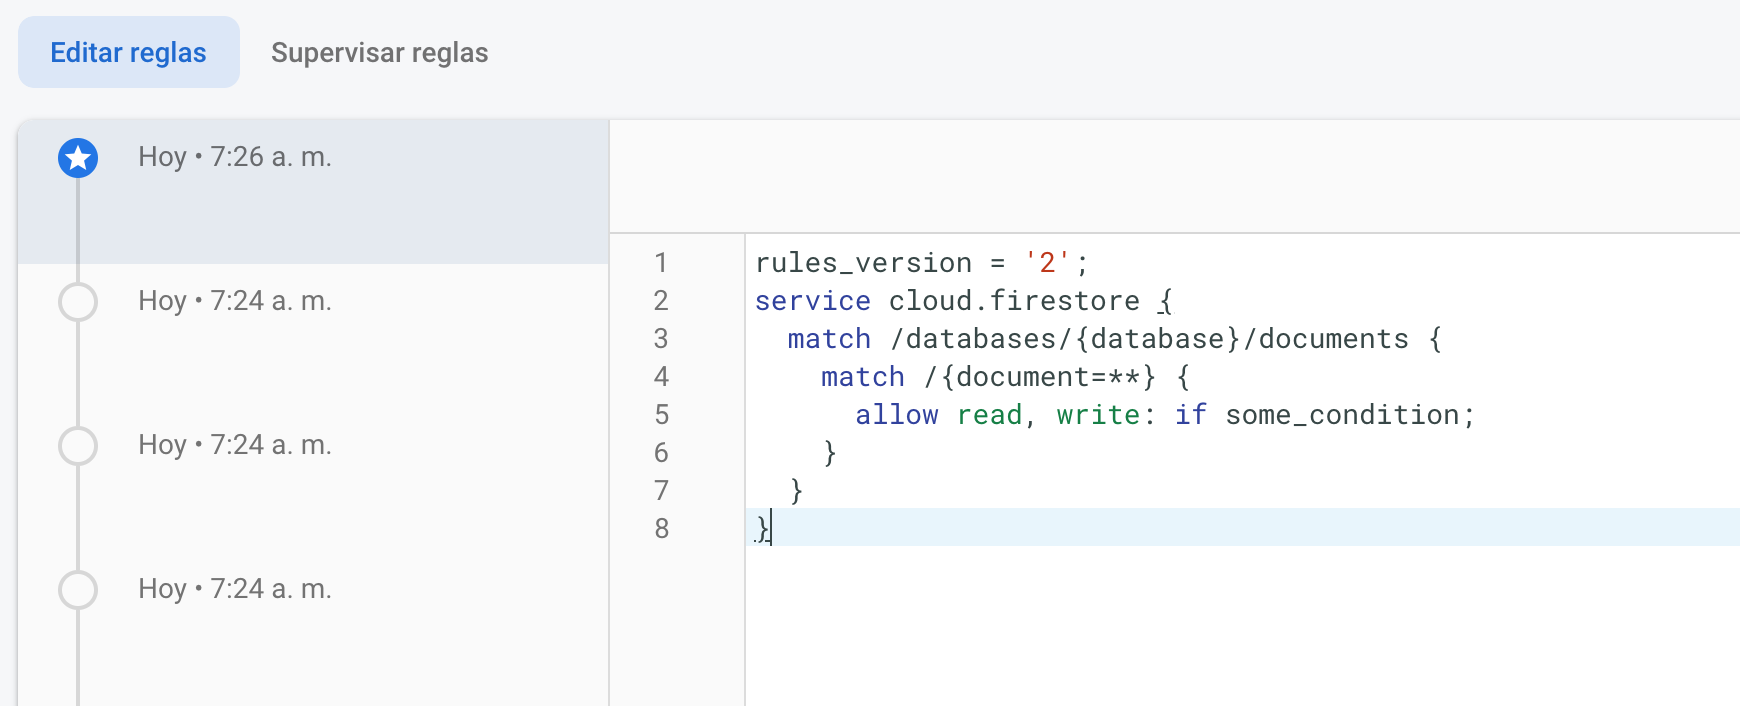 Editar reglas
Supervisar reglas
Hoy • 7:26 a. m.
Hoy • 7:24 a. m.
Hoy • 7:24 a. m.
Hoy • 7:24 a. m.
1 rules_version = '2';
2 service cloud.firestore {
3   match /databases/{database}/documents {
4     match /{document=**} {
5       allow read, write: if some_condition;
6     }
7   }
8 }